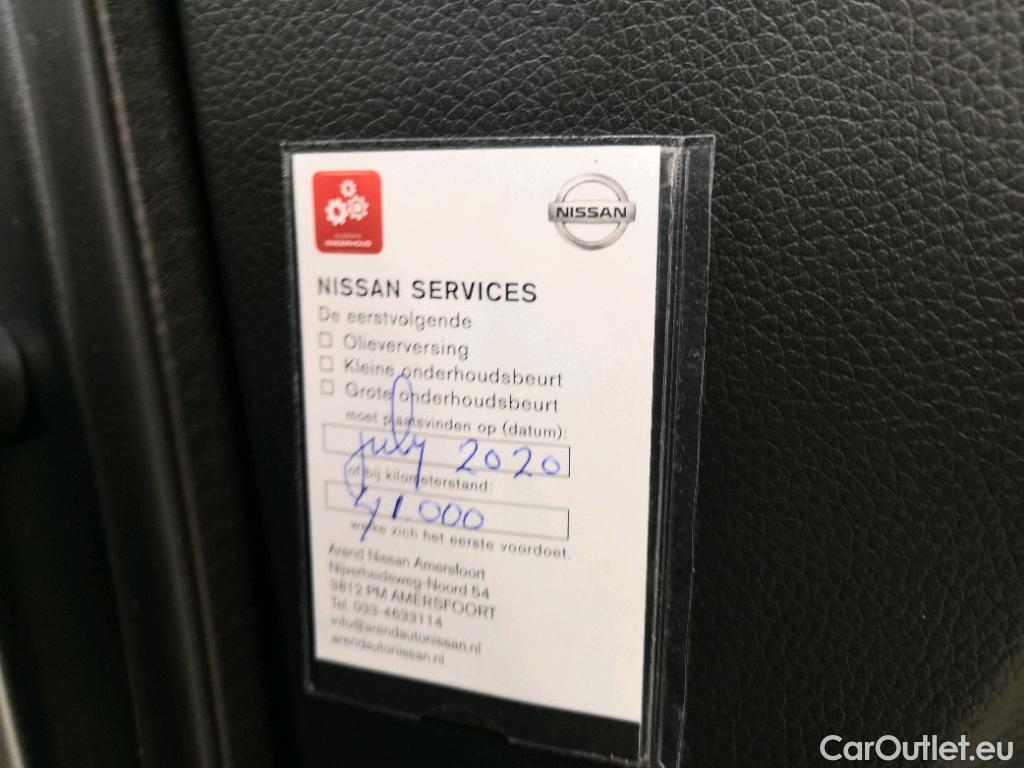 ONDERHOUD
NISSAN
NISSAN SERVICES
De eerstvolgende
Olieverversing
Kleine onderhoudsbeurt
Grote onderhoudsbeurt
moet plaatsvinden op (datum):
july 2020
of bij kilometerstand:
41.000
welke zich het eerste voordoet.
Arend Nissan Amersfoort
Nijverheidsweg-Noord 54
3812 PM AMERSFOORT
Tel. 033-4633114
info@arendautonissan.nl
arendautonissan.nl
CarOutlet.eu